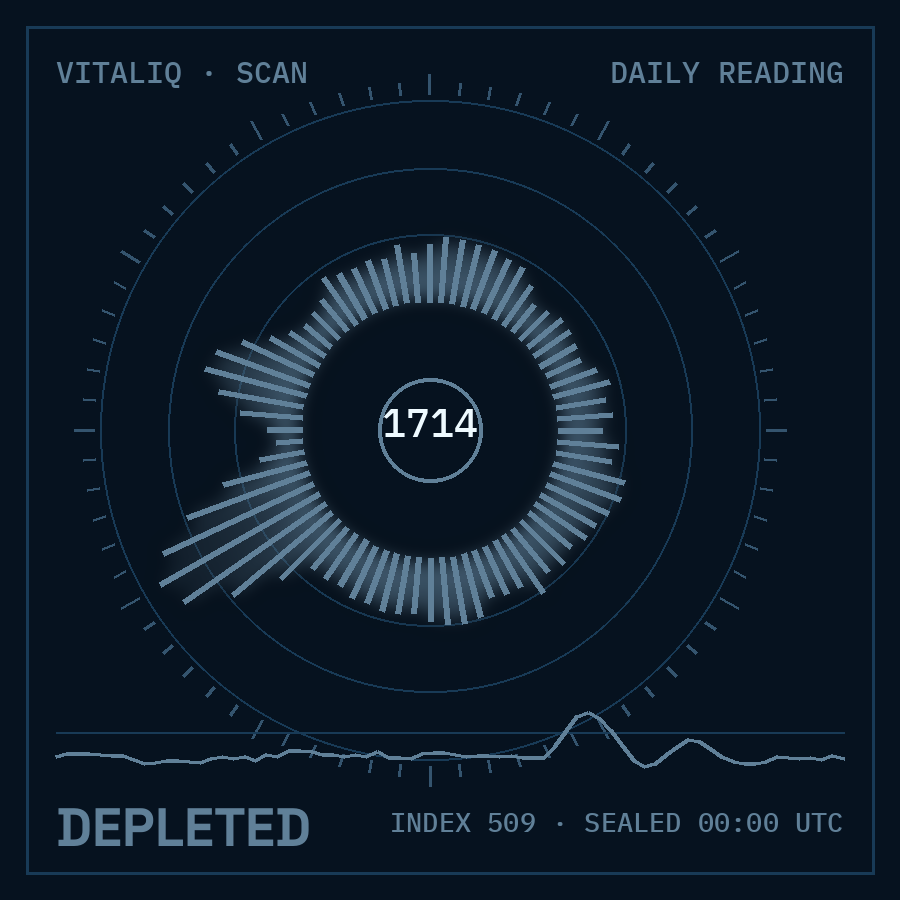 VITALIQ · SCAN
DAILY READING
1714
DEPLETED
INDEX 509 · SEALED 00:00 UTC